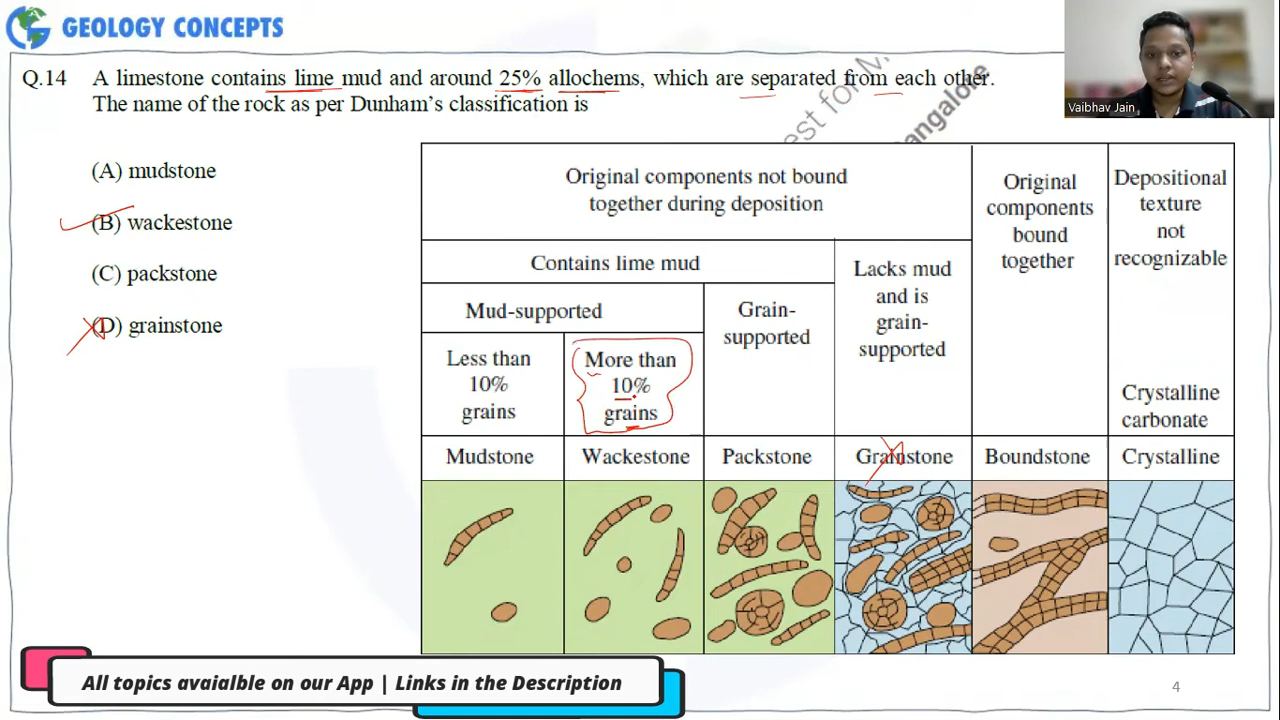 GEOLOGY CONCEPTS
Vaibhav Jain
Q.14 A limestone contains lime mud and around 25% allochems, which are separated from each other.
The name of the rock as per Dunham's classification is
est for M.
angalore
(A) mudstone
(B) wackestone
(C) packstone
(D) grainstone
Original components not bound
together during deposition
Original
components
bound
together
Depositional
texture
not
recognizable
Contains lime mud
Lacks mud
and is
grain-
supported
Mud-supported
Grain-
supported
Less than
10%
grains
More than
10%
grains
Crystalline
carbonate
Mudstone
Wackestone
Packstone
Grainstone
Boundstone
Crystalline
All topics avaialble on our App | Links in the Description
4